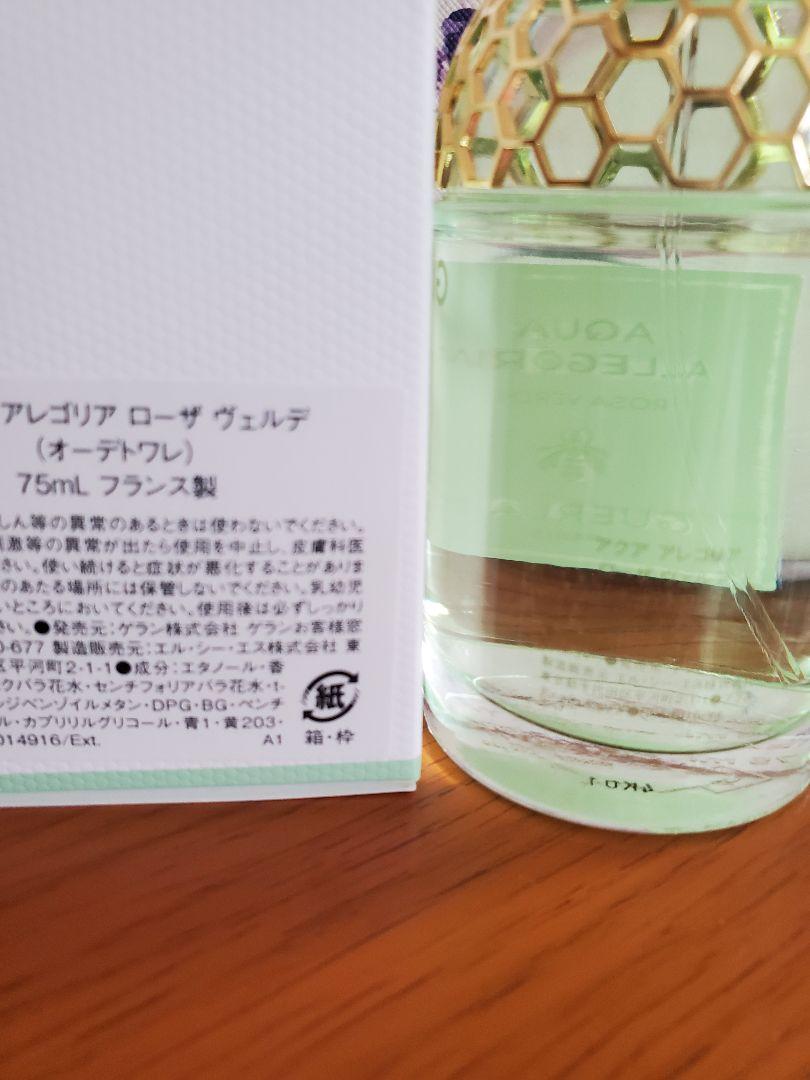 アレゴリア ローザ ヴェルデ
(オーデトワレ)
75mL フランス製
しん等の異常のあるときは使わないでください。
激等の異常が出たら使用を中止し、皮膚科医
さい。使い続けると症状が悪化することがありま
のあたる場所には保管しないでください。乳幼児
いところにおいてください。使用後は必ずしっかり
さい。●発売元:ゲラン株式会社 ゲランお客様窓
0-677 製造販売元:エル・シー・エス株式会社 東
区平河町2-1-1●成分:エタノール・香
クバラ花水・センチフォリアバラ花水・t-
ンジベンゾイルメタン・DPG・BG・ペンチ
ル・カプリリルグリコール・青1・黄203・
014916/Ext. A1
紙
箱・枠
AQUA
ALLEGORIA
ROSA VERDE
アクア アレゴリア
4K01